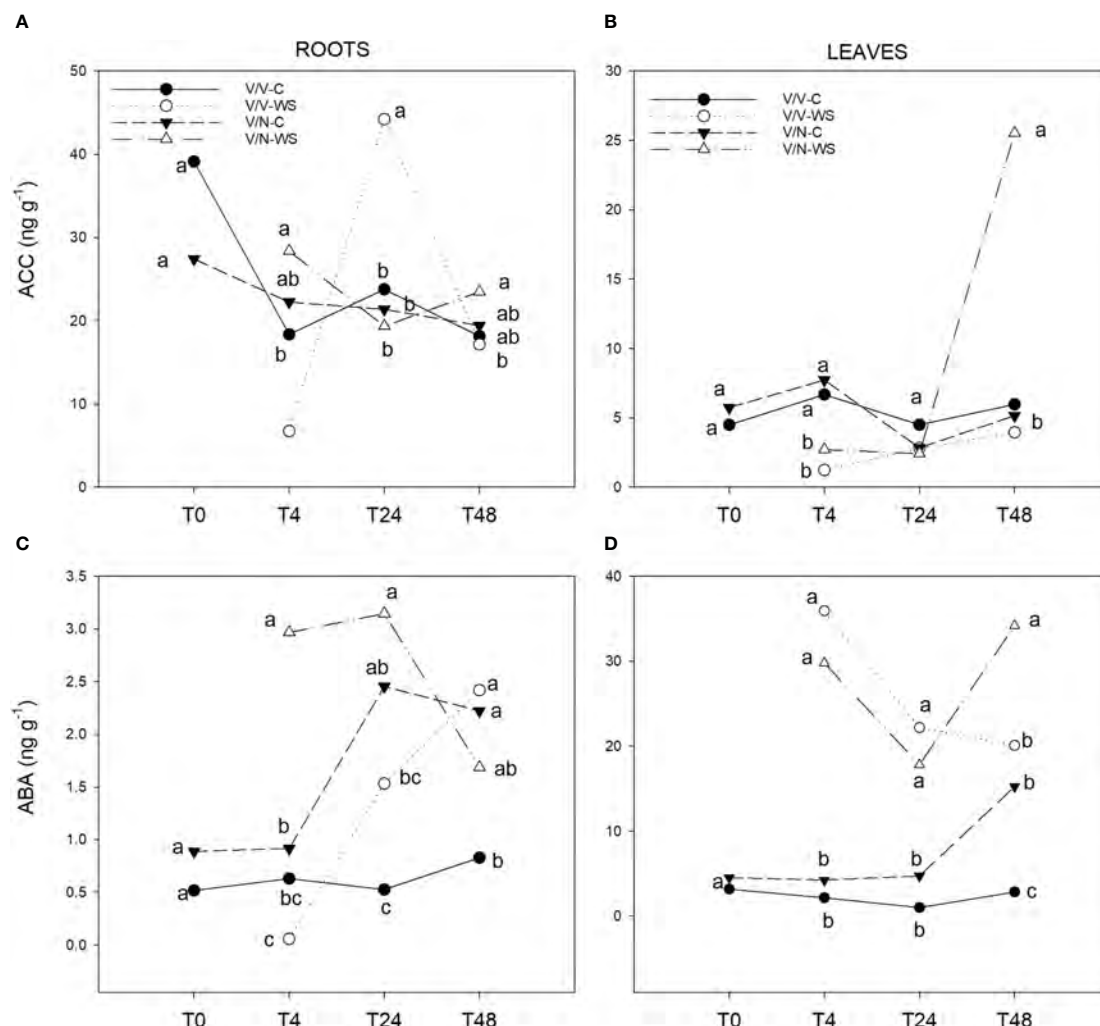 A
ROOTS
ACC (ng g⁻¹)
50
40
30
20
10
0
V/V-C
V/V-WS
V/N-C
V/N-WS
a
a
a
a
ab
b
b
b
b
a
ab
ab
b
T0
T4
T24
T48
B
LEAVES
30
25
20
15
10
5
0
V/V-C
V/V-WS
V/N-C
V/N-WS
a
a
a
a
a
b
b
a
b
T0
T4
T24
T48
C
ABA (ng g⁻¹)
3.5
3.0
2.5
2.0
1.5
1.0
0.5
0,0
a
a
a
a
b
bc
c
ab
bc
c
a
a
ab
b
T0
T4
T24
T48
D
40
30
20
10
0
a
a
a
b
b
a
a
b
b
a
b
b
c
T0
T4
T24
T48